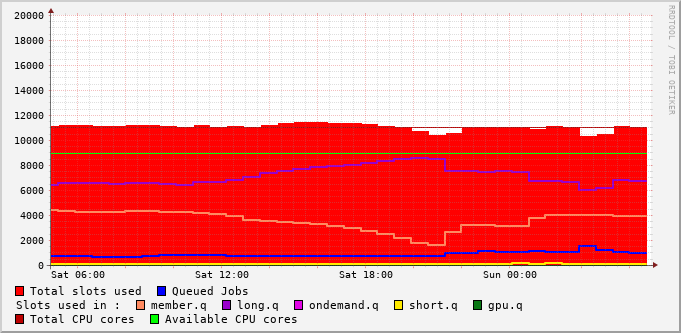 20000
18000
16000
14000
12000
10000
8000
6000
4000
2000
0
Sat 06:00 Sat 12:00 Sat 18:00 Sun 00:00
RRDTOOL / TOBI OETIKER
Total slots used Queued Jobs
Slots used in : member.q long.q ondemand.q short.q gpu.q
Total CPU cores Available CPU cores